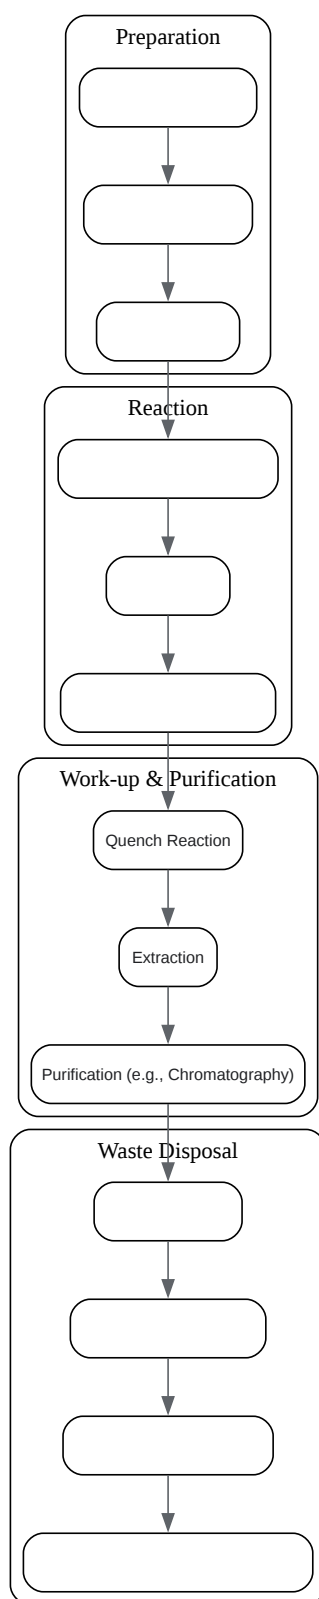 Preparation
Reaction
Work-up & Purification
Quench Reaction
Extraction
Purification (e.g., Chromatography)
Waste Disposal